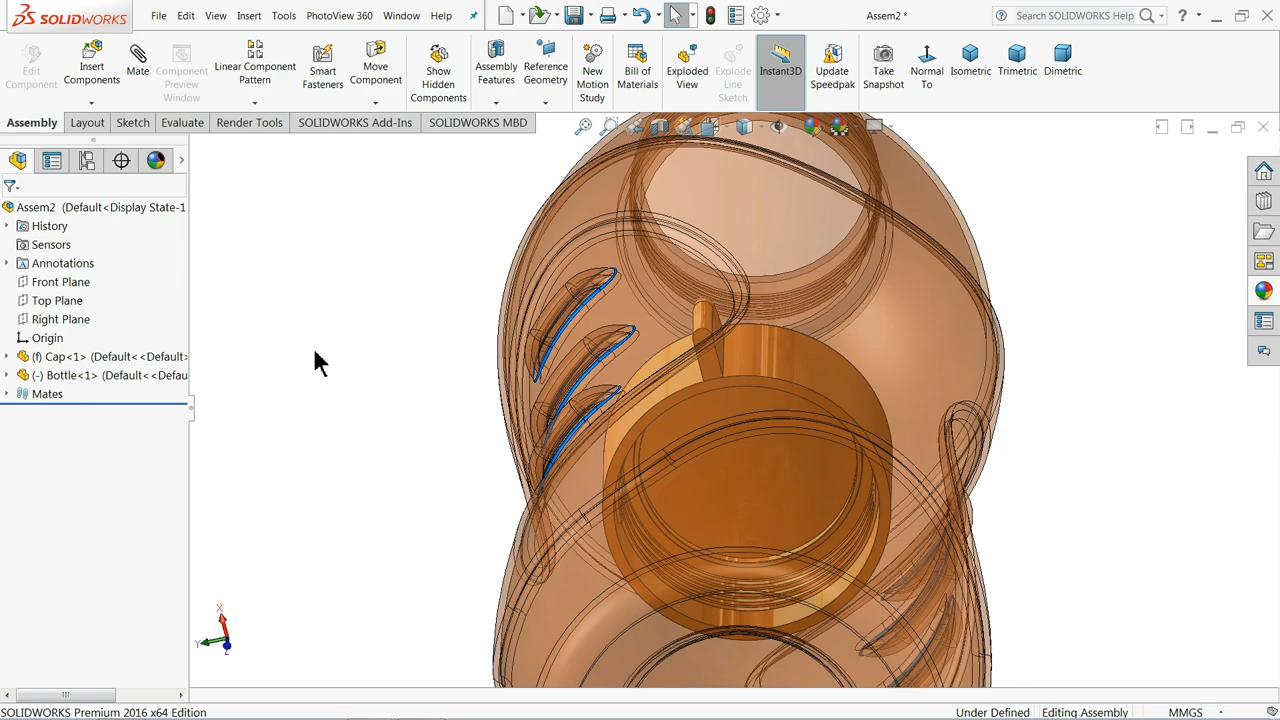 SOLIDWORKS
File Edit View Insert Tools PhotoView 360 Window Help
Assem2 *
Search SOLIDWORKS Help
Edit Component
Insert Components
Mate
Component Preview Window
Linear Component Pattern
Smart Fasteners
Move Component
Show Hidden Components
Assembly Features
Reference Geometry
New Motion Study
Bill of Materials
Exploded View
Explode Line Sketch
Instant3D
Update Speedpak
Take Snapshot
Normal To
Isometric
Trimetric
Dimetric
Assembly Layout Sketch Evaluate Render Tools SOLIDWORKS Add-Ins SOLIDWORKS MBD
Assem2 (Default<Display State-1
History
Sensors
Annotations
Front Plane
Top Plane
Right Plane
Origin
(f) Cap<1> (Default<<Default>
(-) Bottle<1> (Default<<Defau
Mates
X
Y
Z
SOLIDWORKS Premium 2016 x64 Edition
Under Defined
Editing Assembly
MMGS